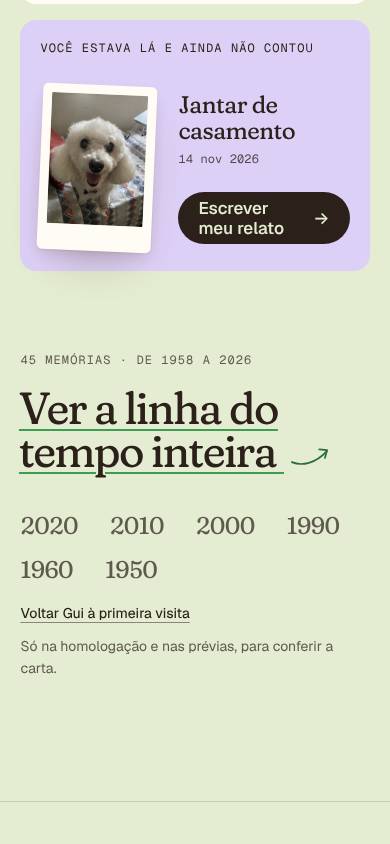 VOCÊ ESTAVA LÁ E AINDA NÃO CONTOU
Jantar de
casamento
14 nov 2026
Escrever
meu relato →
45 MEMÓRIAS · DE 1958 A 2026
Ver a linha do
tempo inteira
2020 2010 2000 1990
1960 1950
Voltar Gui à primeira visita
Só na homologação e nas prévias, para conferir a
carta.